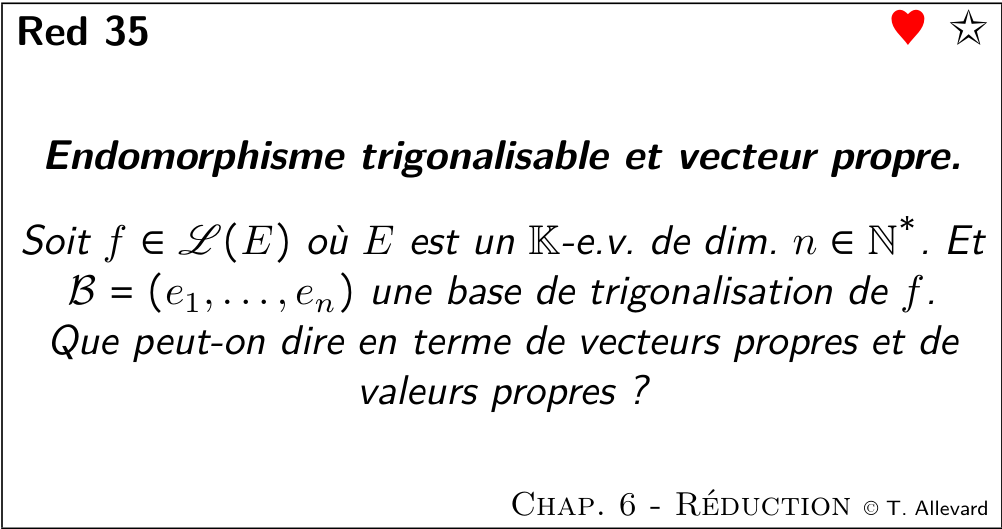 Red 35 ♥ ☆
Endomorphisme trigonalisable et vecteur propre.
Soit f ∈ ℒ(E) où E est un 𝕂-e.v. de dim. n ∈ ℕ*. Et
ℬ = (e₁, …, eₙ) une base de trigonalisation de f.
Que peut-on dire en terme de vecteurs propres et de
valeurs propres ?
Chap. 6 - Réduction © T. Allevard